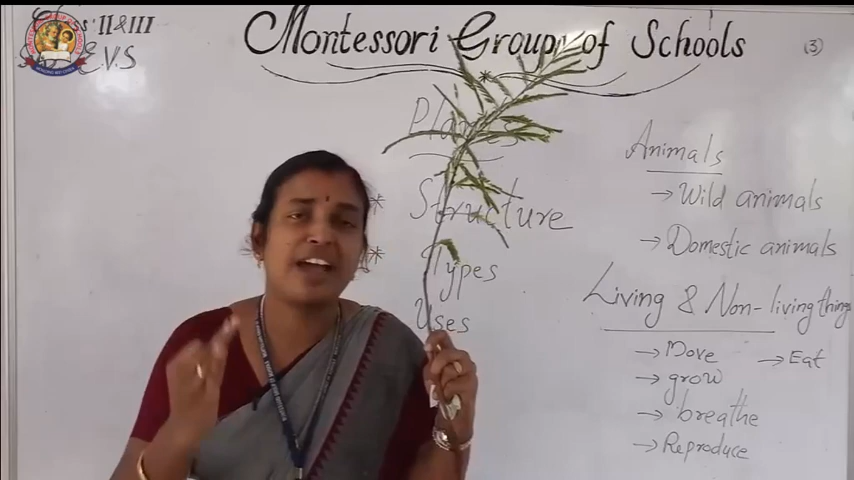 Class II & III
Montessori Group of Schools
(3)
E.V.S
Plants
* Structure
* Types
Uses
Animals
→ Wild animals
→ Domestic animals
Living & Non-living things
→ Move → Eat
→ grow
→ breathe
→ Reproduce